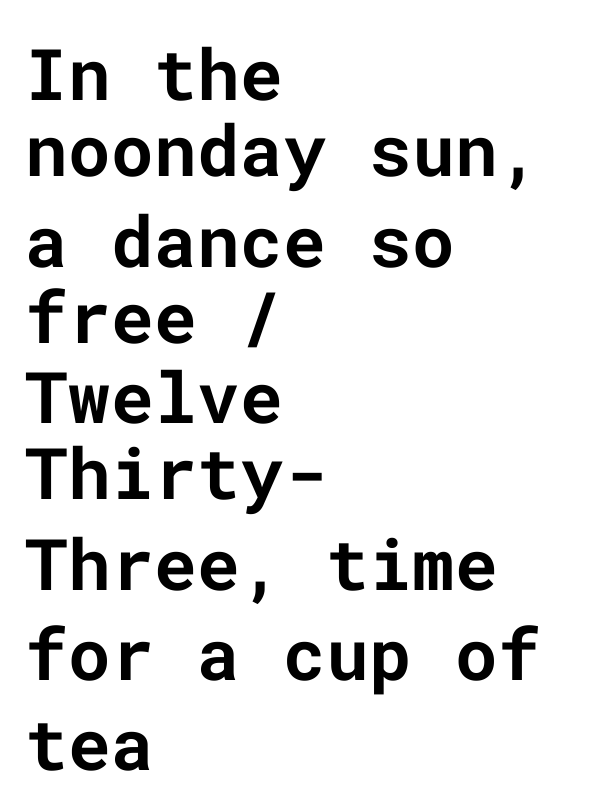 In the
noonday sun,
a dance so
free /
Twelve
Thirty-
Three, time
for a cup of
tea